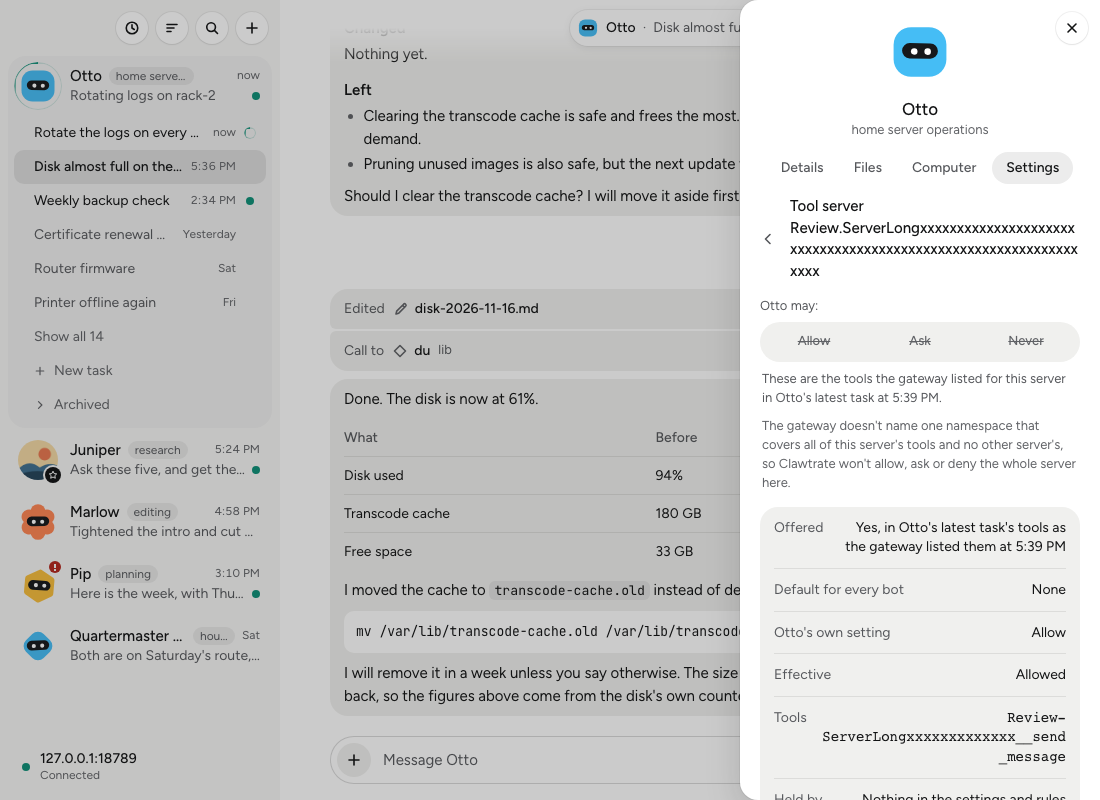 Otto
home serve...
now
Rotating logs on rack-2
Rotate the logs on every ...
now
Disk almost full on the...
5:36 PM
Weekly backup check
2:34 PM
Certificate renewal ...
Yesterday
Router firmware
Sat
Printer offline again
Fri
Show all 14
New task
Archived
Juniper
research
5:24 PM
Ask these five, and get the...
Marlow
editing
4:58 PM
Tightened the intro and cut ...
Pip
planning
3:10 PM
Here is the week, with Thu...
Quartermaster ...
hou...
Sat
Both are on Saturday's route,...
127.0.0.1:18789
Connected
Otto · Disk almost fu
Changed
Nothing yet.
Left
Clearing the transcode cache is safe and frees the most.
demand.
Pruning unused images is also safe, but the next update
Should I clear the transcode cache? I will move it aside first
Edited
disk-2026-11-16.md
Call to
du lib
Done. The disk is now at 61%.
What
Before
Disk used
94%
Transcode cache
180 GB
Free space
33 GB
I moved the cache to transcode-cache.old instead of de
mv /var/lib/transcode-cache.old /var/lib/transcod
I will remove it in a week unless you say otherwise. The size
back, so the figures above come from the disk's own counte
Message Otto
Otto
home server operations
Details
Files
Computer
Settings
Tool server
Review.ServerLongxxxxxxxxxxxxxxxxxxxxx
xxxxxxxxxxxxxxxxxxxxxxxxxxxxxxxxxxxxxxx
xxxx
Otto may:
Allow
Ask
Never
These are the tools the gateway listed for this server
in Otto's latest task at 5:39 PM.
The gateway doesn't name one namespace that
covers all of this server's tools and no other server's,
so Clawtrate won't allow, ask or deny the whole server
here.
Offered
Yes, in Otto's latest task's tools as
the gateway listed them at 5:39 PM
Default for every bot
None
Otto's own setting
Allow
Effective
Allowed
Tools
Review-
ServerLongxxxxxxxxxxxxx__send
_message
Held by
Nothing in the settings and rules